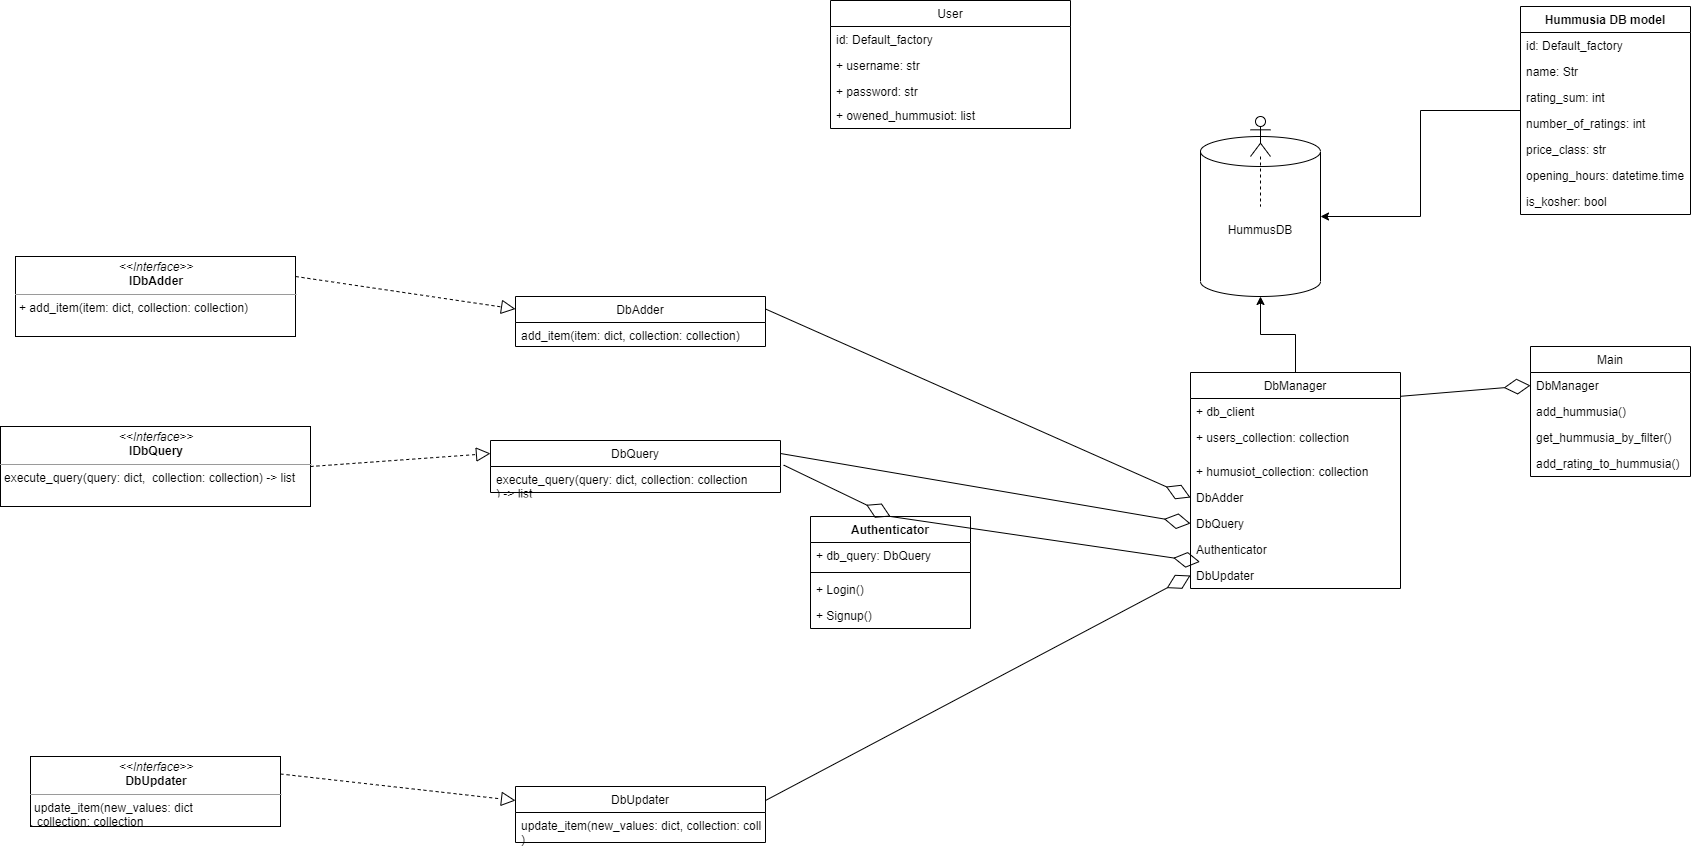 User
id: Default_factory
+ username: str
+ password: str
+ owened_hummusiot: list
Hummusia DB model
id: Default_factory
name: Str
rating_sum: int
number_of_ratings: int
price_class: str
opening_hours: datetime.time
is_kosher: bool
HummusDB
<<Interface>>
IDbAdder
+ add_item(item: dict, collection: collection)
DbAdder
add_item(item: dict, collection: collection)
<<Interface>>
IDbQuery
execute_query(query: dict,  collection: collection) -> list
DbQuery
execute_query(query: dict, collection: collection
) -> list
Authenticator
+ db_query: DbQuery
+ Login()
+ Signup()
DbManager
+ db_client
+ users_collection: collection
+ humusiot_collection: collection
DbAdder
DbQuery
Authenticator
DbUpdater
Main
DbManager
add_hummusia()
get_hummusia_by_filter()
add_rating_to_hummusia()
<<Interface>>
DbUpdater
update_item(new_values: dict
, collection: collection
DbUpdater
update_item(new_values: dict, collection: coll
)